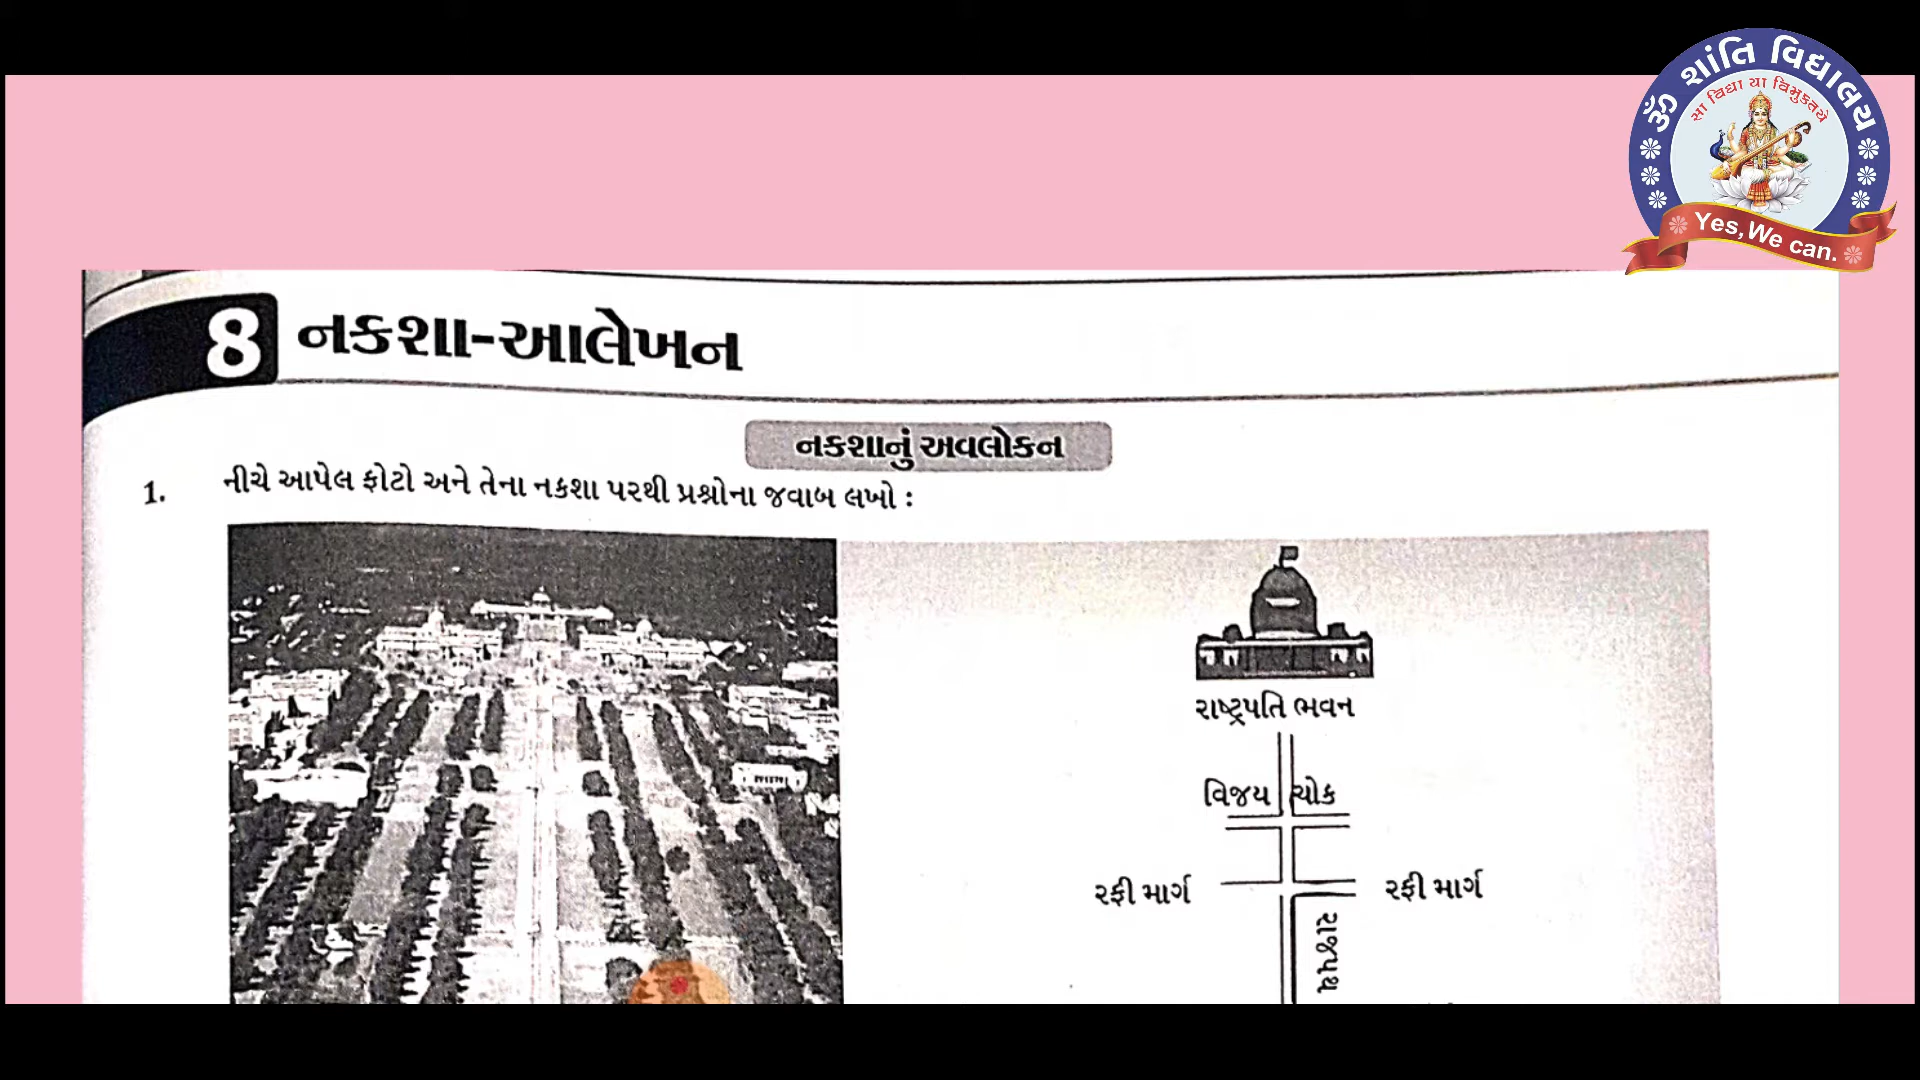 ૐ શાંતિ વિદ્યાલય
સા વિદ્યા યા વિમુક્તયે
Yes,We can.
8 નકશા-આલેખન
નકશાનું અવલોકન
1. નીચે આપેલ ફોટો અને તેના નકશા પરથી પ્રશ્નોના જવાબ લખો :
રાષ્ટ્રપતિ ભવન
વિજય ચોક
રફી માર્ગ રફી માર્ગ
રાજપથ